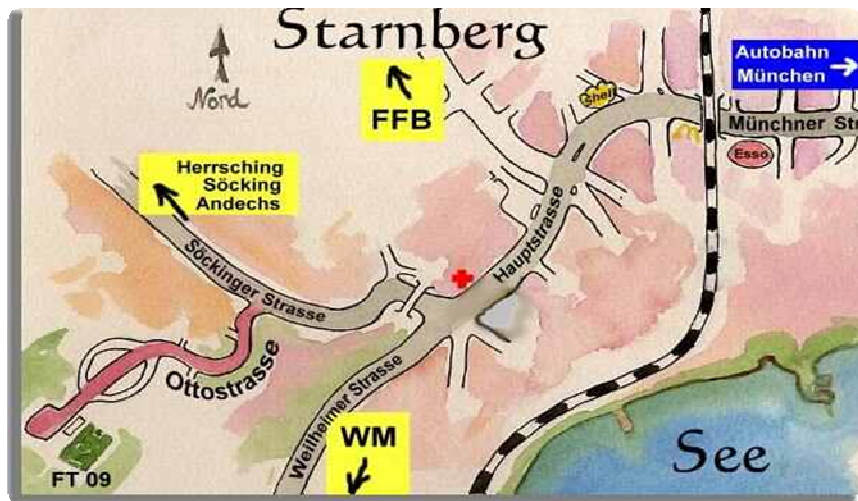 Starnberg
Nord
FFB
Shell
Autobahn
München
Münchner Str
Esso
Herrsching
Söcking
Andechs
Söckinger Strasse
Hauptstrasse
Ottostrasse
Weilheimer Strasse
WM
See
FT 09